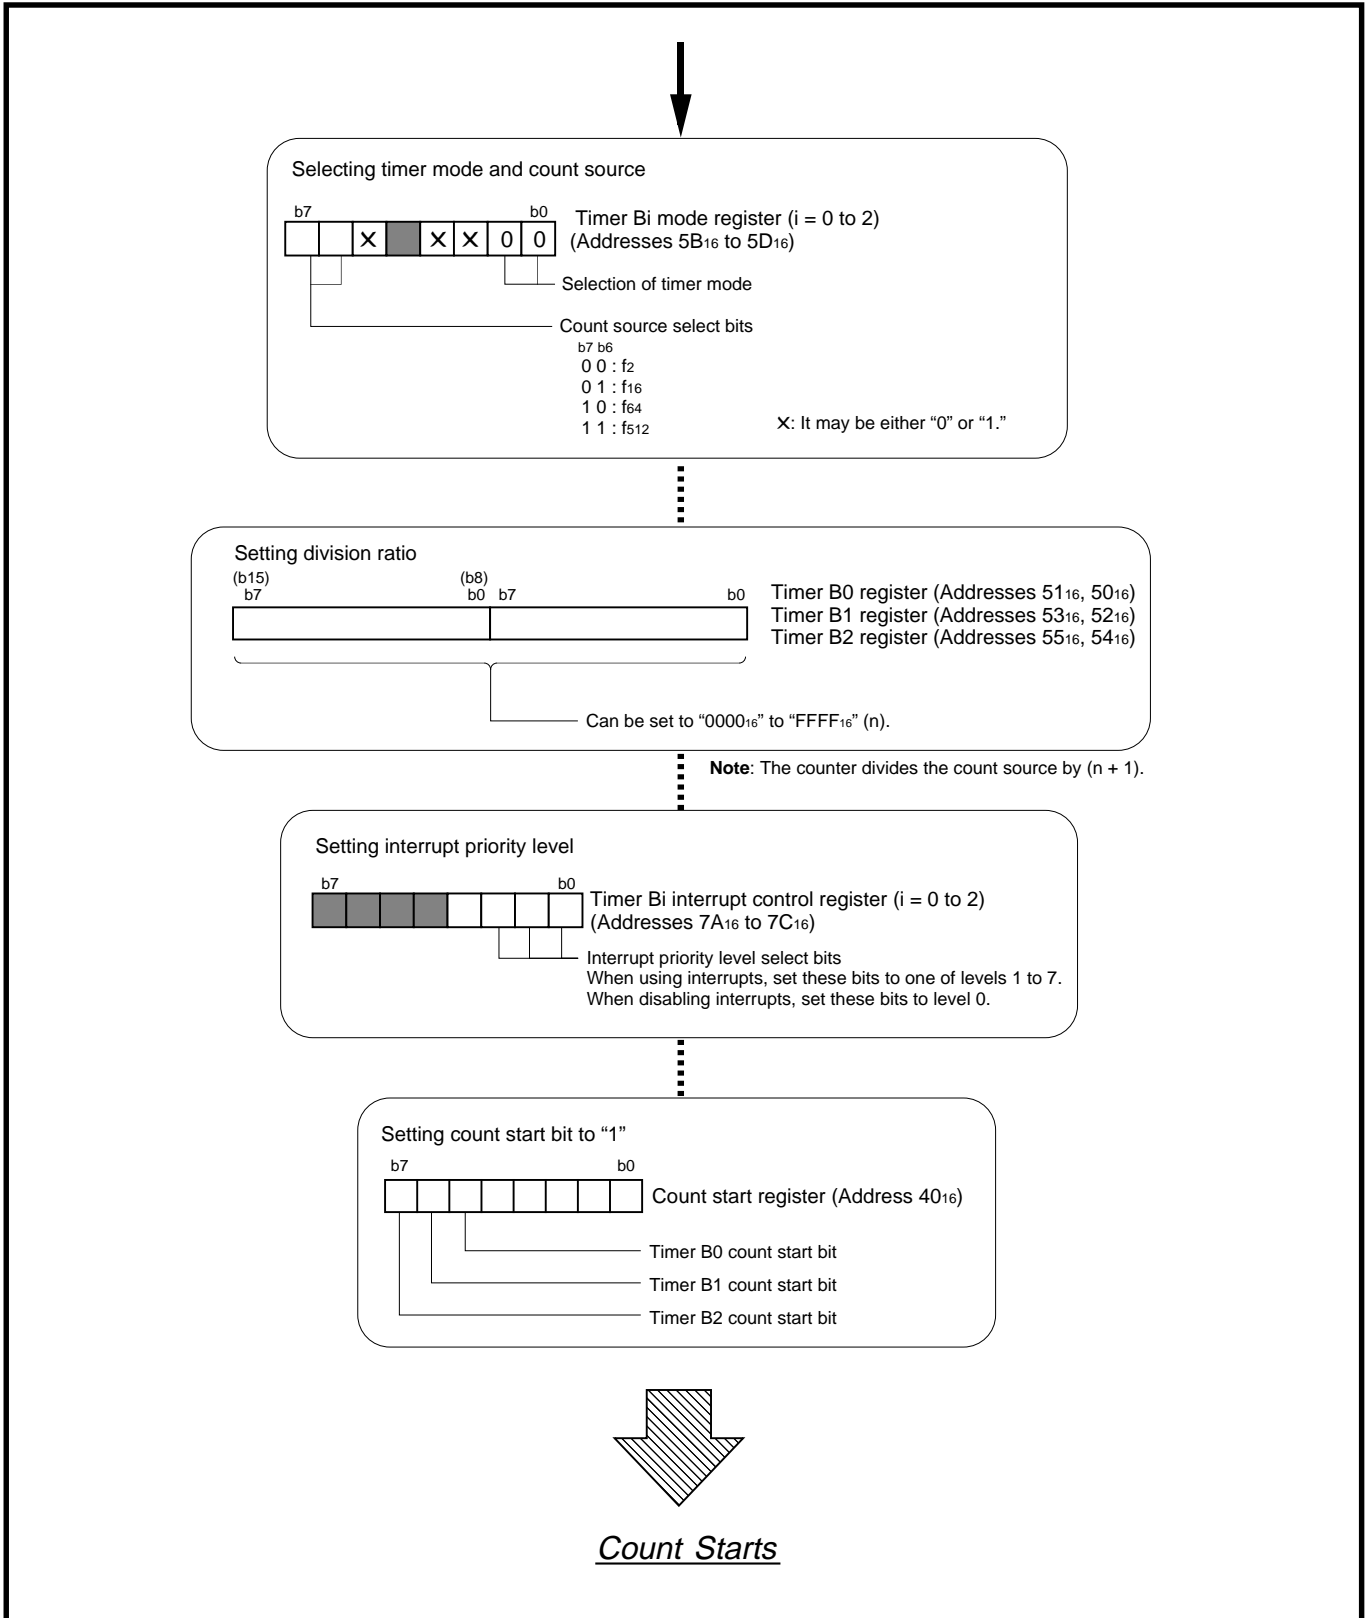 Selecting timer mode and count source
b7 b0
Timer Bi mode register (i = 0 to 2)
✕ ✕ ✕ 0 0 (Addresses 5B16 to 5D16)
Selection of timer mode
Count source select bits
b7 b6
0 0 : f2
0 1 : f16
1 0 : f64
1 1 : f512
✕: It may be either “0” or “1.”
Setting division ratio
(b15) (b8)
b7 b0 b7 b0
Timer B0 register (Addresses 5116, 5016)
Timer B1 register (Addresses 5316, 5216)
Timer B2 register (Addresses 5516, 5416)
Can be set to “000016” to “FFFF16” (n).
Note: The counter divides the count source by (n + 1).
Setting interrupt priority level
b7 b0
Timer Bi interrupt control register (i = 0 to 2)
(Addresses 7A16 to 7C16)
Interrupt priority level select bits
When using interrupts, set these bits to one of levels 1 to 7.
When disabling interrupts, set these bits to level 0.
Setting count start bit to “1”
b7 b0
Count start register (Address 4016)
Timer B0 count start bit
Timer B1 count start bit
Timer B2 count start bit
Count Starts